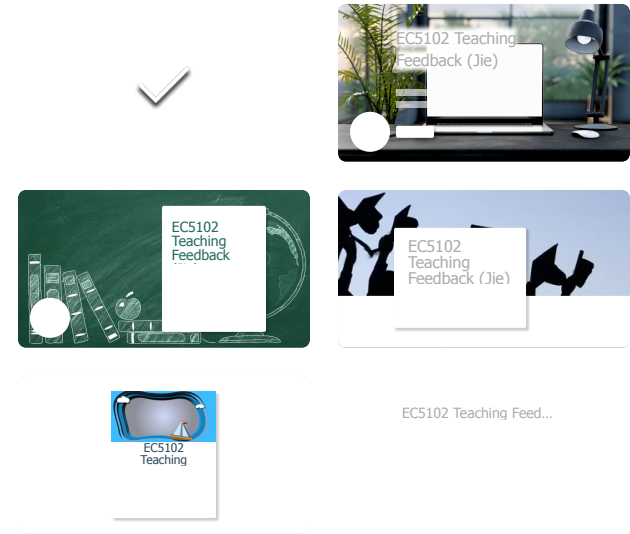 EC5102 Teaching
Feedback (Jie)
EC5102
Teaching
Feedback
EC5102
Teaching
Feedback (Jie)
EC5102
Teaching
EC5102 Teaching Feed...